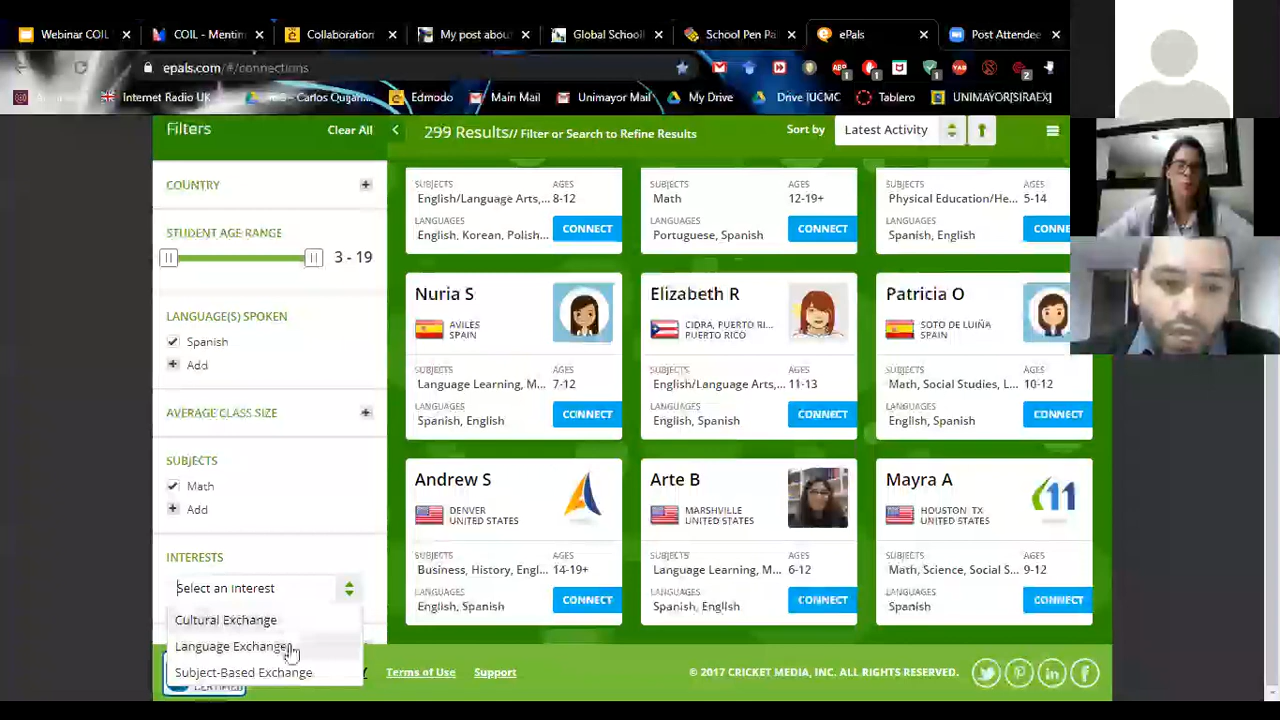 Webinar COIL
COIL - Mentim
Collaboration
My post abou
Global Schooll
School Pen Pa
ePals
Post Attendee
epals.com/#/connections
Internet Radio UK
Carlos Quijan...
Edmodo
Main Mail
Unimayor Mail
My Drive
Drive IUCMC
Tablero
UNIMAYOR[SIRAEX]
Filters
Clear All
299 Results// Filter or Search to Refine Results
Sort by
Latest Activity
COUNTRY
STUDENT AGE RANGE
3 - 19
LANGUAGE(S) SPOKEN
Spanish
Add
AVERAGE CLASS SIZE
SUBJECTS
Math
Add
INTERESTS
Select an interest
Cultural Exchange
Language Exchange
Subject-Based Exchange
SUBJECTS AGES
English/Language Arts,... 8-12
LANGUAGES
English, Korean, Polish...
CONNECT
SUBJECTS AGES
Math 12-19+
LANGUAGES
Portuguese, Spanish
CONNECT
SUBJECTS AGES
Physical Education/He... 5-14
LANGUAGES
Spanish, English
CONNE
Nuria S
AVILES
SPAIN
SUBJECTS AGES
Language Learning, M... 7-12
LANGUAGES
Spanish, English
CONNECT
Elizabeth R
CIDRA, PUERTO RI...
PUERTO RICO
SUBJECTS AGES
English/Language Arts,... 11-13
LANGUAGES
English, Spanish
CONNECT
Patricia O
SOTO DE LUIÑA
SPAIN
SUBJECTS AGES
Math, Social Studies, L... 10-12
LANGUAGES
English, Spanish
CONNECT
Andrew S
DENVER
UNITED STATES
SUBJECTS AGES
Business, History, Engl... 14-19+
LANGUAGES
English, Spanish
CONNECT
Arte B
MARSHVILLE
UNITED STATES
SUBJECTS AGES
Language Learning, M... 6-12
LANGUAGES
Spanish, English
CONNECT
Mayra A
HOUSTON, TX
UNITED STATES
SUBJECTS AGES
Math, Science, Social S... 9-12
LANGUAGES
Spanish
CONNECT
CERTIFIED
Terms of Use
Support
© 2017 CRICKET MEDIA, INC. ALL RIGHTS RESERVED.